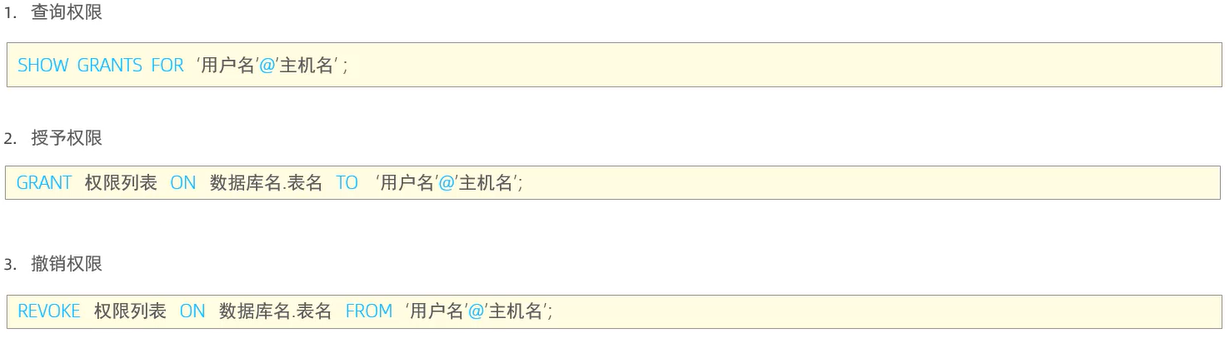 1. 查询权限
SHOW GRANTS FOR ‘用户名’@‘主机名’ ;
2. 授予权限
GRANT 权限列表 ON 数据库名.表名 TO ‘用户名’@‘主机名’;
3. 撤销权限
REVOKE 权限列表 ON 数据库名.表名 FROM ‘用户名’@‘主机名’;